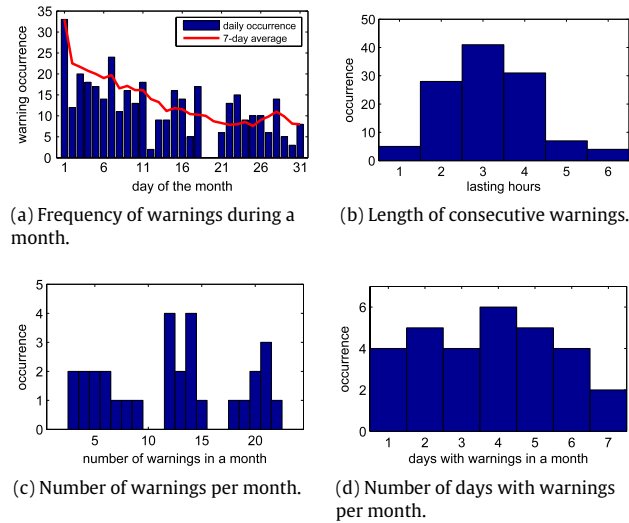 35
30
25
20
15
10
5
0
warning occurrence
daily occurrence
7-day average
1 6 11 16 21 26 31
day of the month
(a) Frequency of warnings during a
month.
50
40
30
20
10
0
occurrence
1 2 3 4 5 6
lasting hours
(b) Length of consecutive warnings.
5
4
3
2
1
0
occurrence
5 10 15 20
number of warnings in a month
(c) Number of warnings per month.
6
4
2
0
occurrence
1 2 3 4 5 6 7
days with warnings in a month
(d) Number of days with warnings
per month.